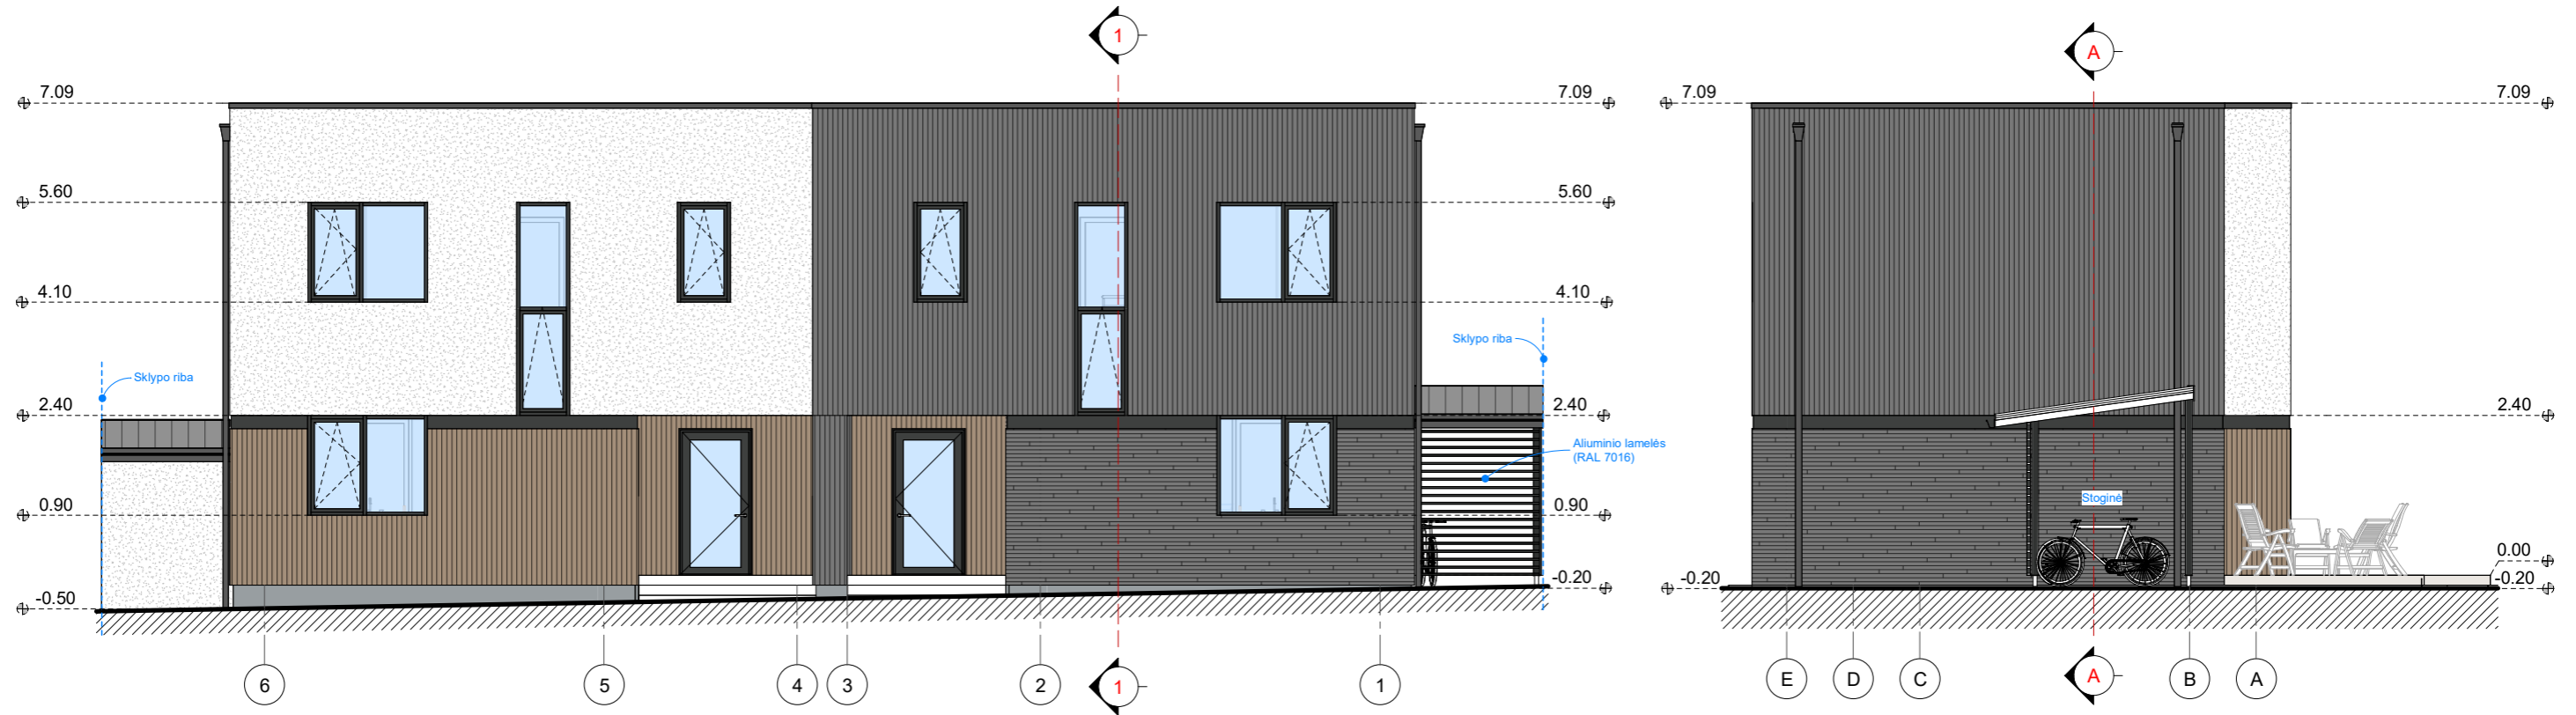 1
A
7.09
7.09
7.09
7.09
5.60
5.60
4.10
4.10
Sklypo riba
Sklypo riba
2.40
2.40
2.40
Aliuminio lamelės
(RAL 7016)
0.90
0.90
Stoginė
0.00
-0.20
-0.20
-0.20
-0.50
6
5
4
3
2
1
1
E
D
C
A
B
A